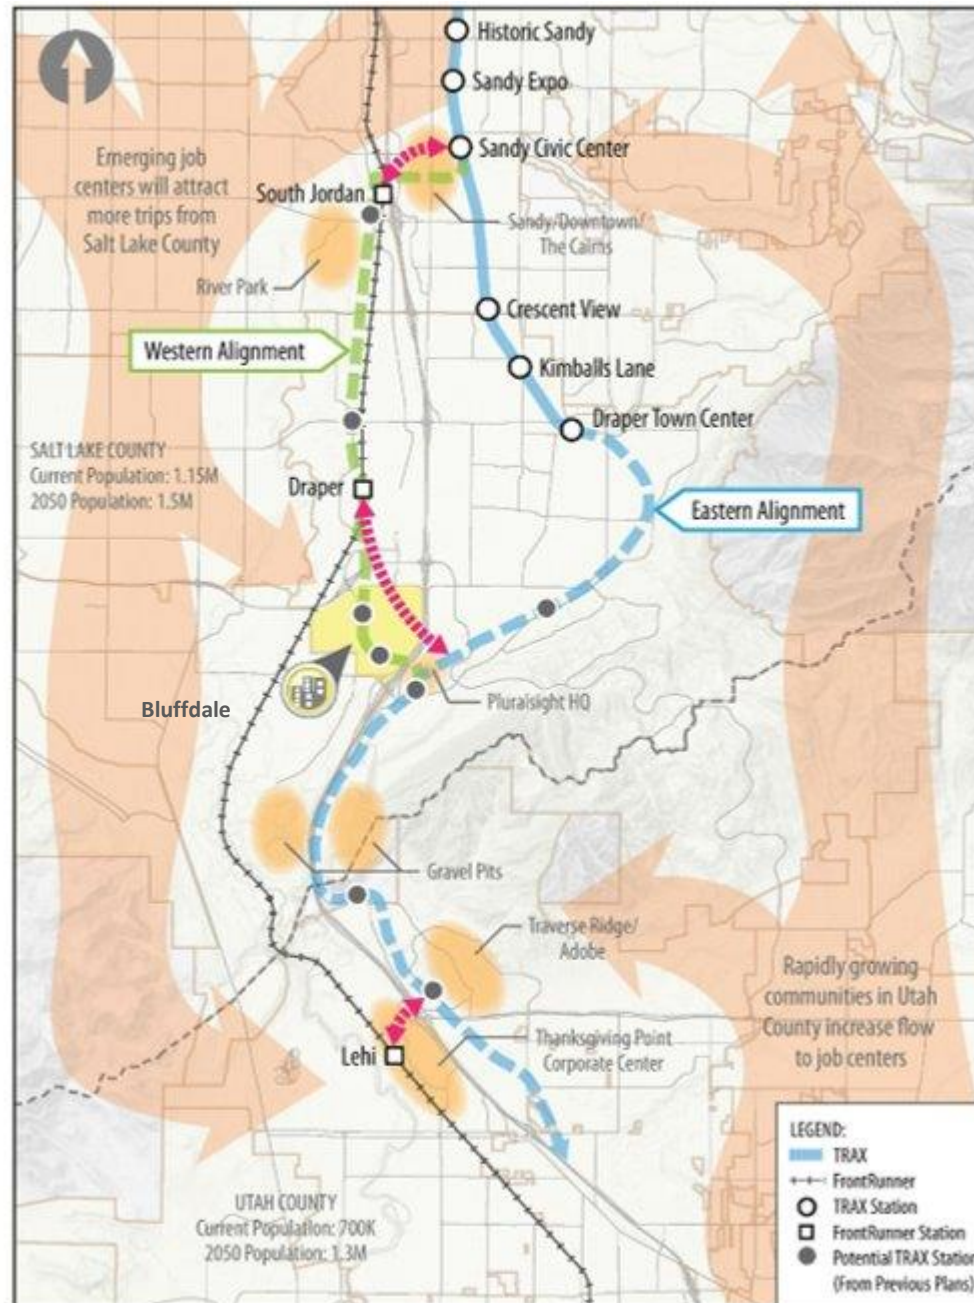 Historic Sandy
Sandy Expo
Sandy Civic Center
Emerging job
centers will attract
more trips from
Salt Lake County
South Jordan
Sandy/Downtown/
The Cairns
River Park
Crescent View
Western Alignment
Kimballs Lane
Draper Town Center
SALT LAKE COUNTY
Current Population: 1.15M
2050 Population: 1.5M
Draper
Eastern Alignment
Pluralsight HQ
Bluffdale
Gravel Pits
Traverse Ridge/
Adobe
Rapidly growing
communities in Utah
County increase flow
to job centers
Thanksgiving Point
Corporate Center
Lehi
UTAH COUNTY
Current Population: 700K
2050 Population: 1.3M
LEGEND:
TRAX
FrontRunner
TRAX Station
FrontRunner Station
Potential TRAX Station
(From Previous Plans)